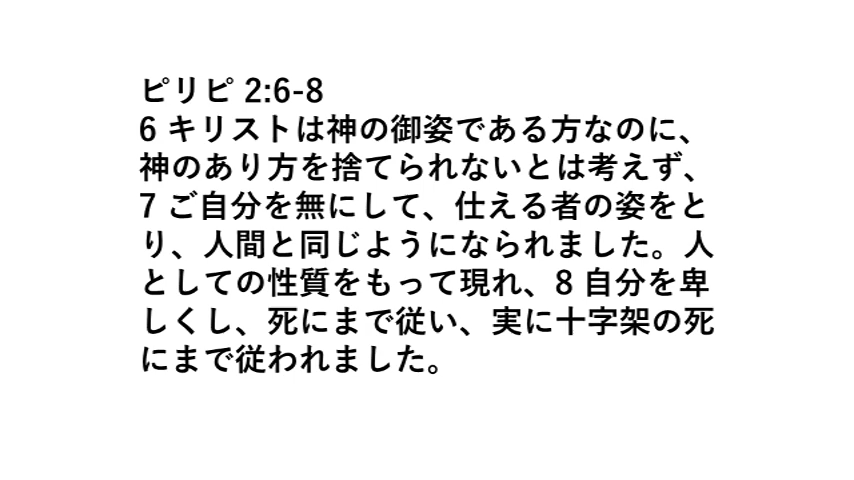 ピリピ 2:6-8
6 キリストは神の御姿である方なのに、
神のあり方を捨てられないとは考えず、
7 ご自分を無にして、仕える者の姿をと
り、人間と同じようになられました。人
としての性質をもって現れ、8 自分を卑
しくし、死にまで従い、実に十字架の死
にまで従われました。